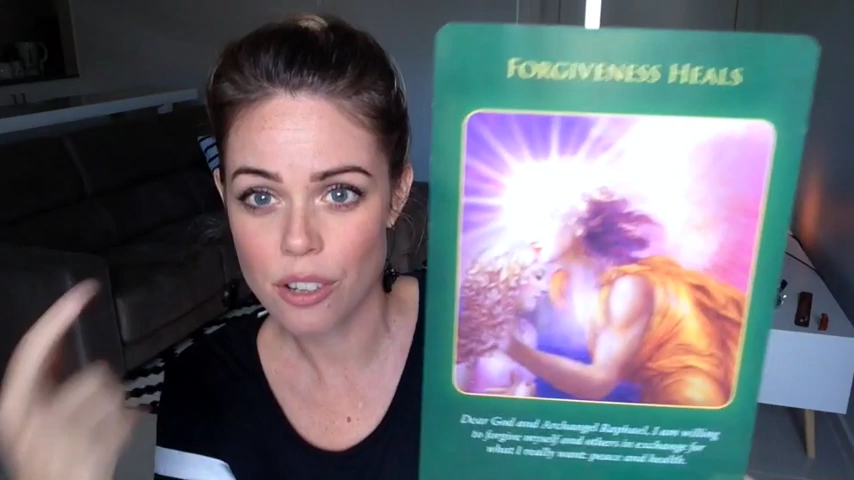 FORGIVENESS HEALS
Dear God and Archangel Raphael, I am willing
to forgive myself and others in exchange for
what I really want: peace and health.